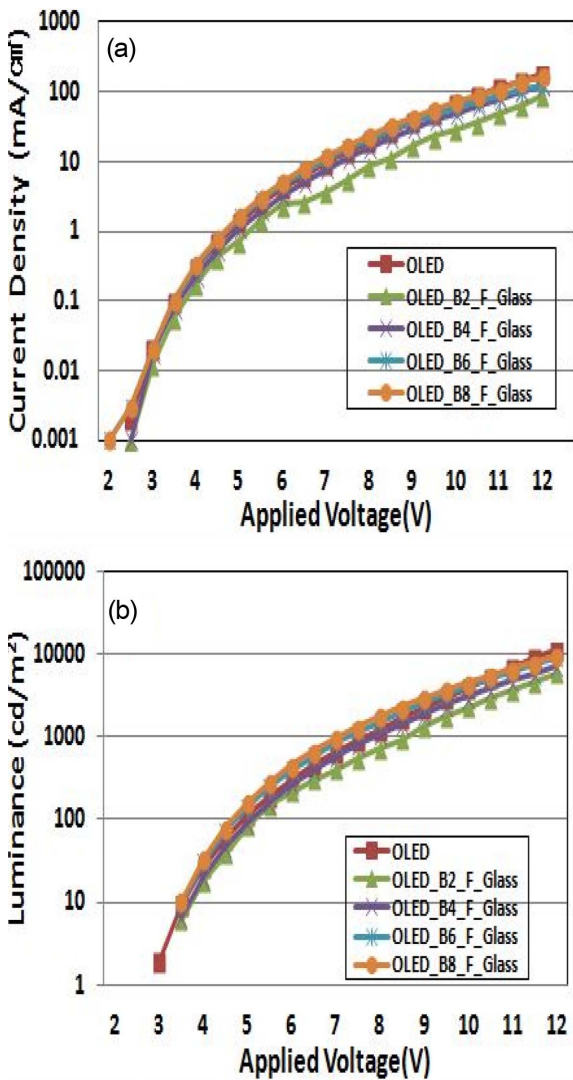 (a)
Current Density (mA/㎠)
1000
100
10
1
0.1
0.01
0.001
OLED
OLED_B2_F_Glass
OLED_B4_F_Glass
OLED_B6_F_Glass
OLED_B8_F_Glass
2 3 4 5 6 7 8 9 10 11 12
Applied Voltage(V)
(b)
Luminance (cd/m²)
100000
10000
1000
100
10
1
OLED
OLED_B2_F_Glass
OLED_B4_F_Glass
OLED_B6_F_Glass
OLED_B8_F_Glass
2 3 4 5 6 7 8 9 10 11 12
Applied Voltage(V)